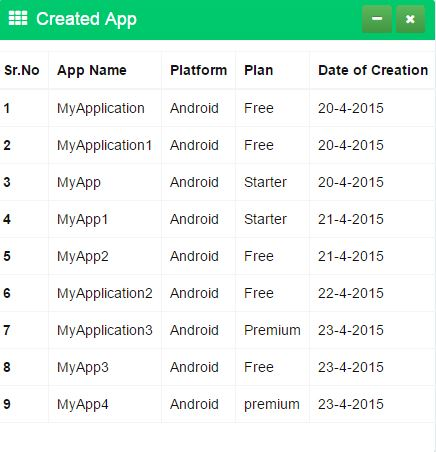 Created App
Sr.No App Name Platform Plan Date of Creation
1 MyApplication Android Free 20-4-2015
2 MyApplication1 Android Free 20-4-2015
3 MyApp Android Starter 20-4-2015
4 MyApp1 Android Starter 21-4-2015
5 MyApp2 Android Free 21-4-2015
6 MyApplication2 Android Free 22-4-2015
7 MyApplication3 Android Premium 23-4-2015
8 MyApp3 Android Free 23-4-2015
9 MyApp4 Android premium 23-4-2015